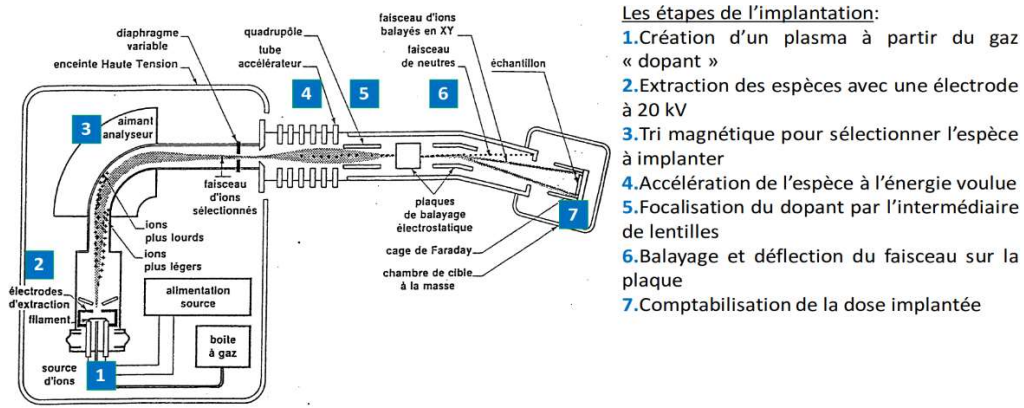 diaphragme
variable
enceinte Haute Tension
quadrupôle
tube
accélérateur
faisceau d'ions
balayés en XY
faisceau
de neutres
échantillon
4
5
6
3
aimant
analyseur
faisceau
d'ions
sélectionnés
ions
plus lourds
ions
plus légers
plaques
de balayage
électrostatique
7
cage de Faraday
chambre de cible
à la masse
2
électrodes
d'extraction
filament
alimentation
source
boîte
à gaz
source
d'ions
1
Les étapes de l'implantation:
1.Création d'un plasma à partir du gaz
« dopant »
2.Extraction des espèces avec une électrode
à 20 kV
3.Tri magnétique pour sélectionner l'espèce
à implanter
4.Accélération de l'espèce à l'énergie voulue
5.Focalisation du dopant par l'intermédiaire
de lentilles
6.Balayage et déflection du faisceau sur la
plaque
7.Comptabilisation de la dose implantée